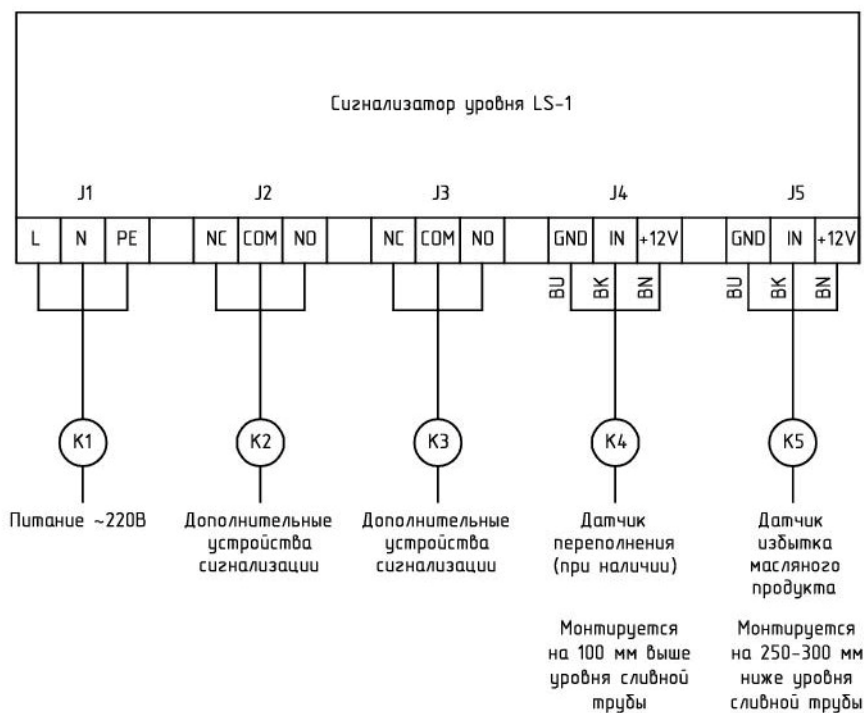 Сигнализатор уровня LS-1
J1 J2 J3 J4 J5
L N PE NC COM NO NC COM NO GND IN +12V GND IN +12V
BU BK BN BU BK BN
K1 K2 K3 K4 K5
Питание ~220В
Дополнительные
устройства
сигнализации
Дополнительные
устройства
сигнализации
Датчик
переполнения
(при наличии)
Монтируется
на 100 мм выше
уровня сливной
трубы
Датчик
избытка
масляного
продукта
Монтируется
на 250-300 мм
ниже уровня
сливной трубы